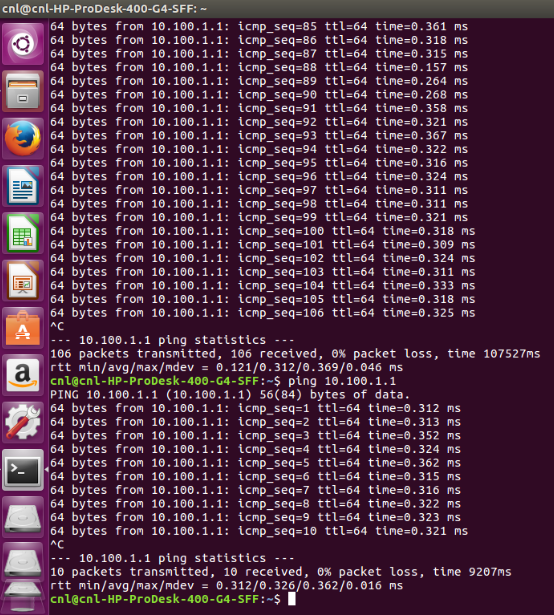 cnl@cnl-HP-ProDesk-400-G4-SFF: ~
64 bytes from 10.100.1.1: icmp_seq=85 ttl=64 time=0.361 ms
64 bytes from 10.100.1.1: icmp_seq=86 ttl=64 time=0.318 ms
64 bytes from 10.100.1.1: icmp_seq=87 ttl=64 time=0.315 ms
64 bytes from 10.100.1.1: icmp_seq=88 ttl=64 time=0.157 ms
64 bytes from 10.100.1.1: icmp_seq=89 ttl=64 time=0.264 ms
64 bytes from 10.100.1.1: icmp_seq=90 ttl=64 time=0.268 ms
64 bytes from 10.100.1.1: icmp_seq=91 ttl=64 time=0.358 ms
64 bytes from 10.100.1.1: icmp_seq=92 ttl=64 time=0.321 ms
64 bytes from 10.100.1.1: icmp_seq=93 ttl=64 time=0.367 ms
64 bytes from 10.100.1.1: icmp_seq=94 ttl=64 time=0.322 ms
64 bytes from 10.100.1.1: icmp_seq=95 ttl=64 time=0.316 ms
64 bytes from 10.100.1.1: icmp_seq=96 ttl=64 time=0.324 ms
64 bytes from 10.100.1.1: icmp_seq=97 ttl=64 time=0.311 ms
64 bytes from 10.100.1.1: icmp_seq=98 ttl=64 time=0.311 ms
64 bytes from 10.100.1.1: icmp_seq=99 ttl=64 time=0.321 ms
64 bytes from 10.100.1.1: icmp_seq=100 ttl=64 time=0.318 ms
64 bytes from 10.100.1.1: icmp_seq=101 ttl=64 time=0.309 ms
64 bytes from 10.100.1.1: icmp_seq=102 ttl=64 time=0.324 ms
64 bytes from 10.100.1.1: icmp_seq=103 ttl=64 time=0.311 ms
64 bytes from 10.100.1.1: icmp_seq=104 ttl=64 time=0.333 ms
64 bytes from 10.100.1.1: icmp_seq=105 ttl=64 time=0.318 ms
64 bytes from 10.100.1.1: icmp_seq=106 ttl=64 time=0.325 ms
^C
--- 10.100.1.1 ping statistics ---
106 packets transmitted, 106 received, 0% packet loss, time 107527ms
rtt min/avg/max/mdev = 0.121/0.312/0.369/0.046 ms
cnl@cnl-HP-ProDesk-400-G4-SFF:~$ ping 10.100.1.1
PING 10.100.1.1 (10.100.1.1) 56(84) bytes of data.
64 bytes from 10.100.1.1: icmp_seq=1 ttl=64 time=0.312 ms
64 bytes from 10.100.1.1: icmp_seq=2 ttl=64 time=0.313 ms
64 bytes from 10.100.1.1: icmp_seq=3 ttl=64 time=0.352 ms
64 bytes from 10.100.1.1: icmp_seq=4 ttl=64 time=0.324 ms
64 bytes from 10.100.1.1: icmp_seq=5 ttl=64 time=0.362 ms
64 bytes from 10.100.1.1: icmp_seq=6 ttl=64 time=0.315 ms
64 bytes from 10.100.1.1: icmp_seq=7 ttl=64 time=0.316 ms
64 bytes from 10.100.1.1: icmp_seq=8 ttl=64 time=0.322 ms
64 bytes from 10.100.1.1: icmp_seq=9 ttl=64 time=0.323 ms
64 bytes from 10.100.1.1: icmp_seq=10 ttl=64 time=0.321 ms
^C
--- 10.100.1.1 ping statistics ---
10 packets transmitted, 10 received, 0% packet loss, time 9207ms
rtt min/avg/max/mdev = 0.312/0.326/0.362/0.016 ms
cnl@cnl-HP-ProDesk-400-G4-SFF:~$